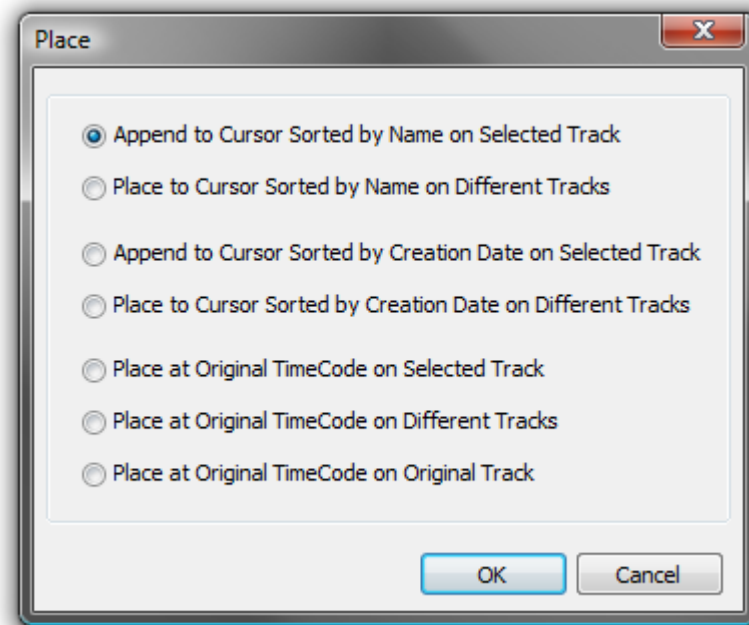 Place
Append to Cursor Sorted by Name on Selected Track
Place to Cursor Sorted by Name on Different Tracks
Append to Cursor Sorted by Creation Date on Selected Track
Place to Cursor Sorted by Creation Date on Different Tracks
Place at Original TimeCode on Selected Track
Place at Original TimeCode on Different Tracks
Place at Original TimeCode on Original Track
OK
Cancel